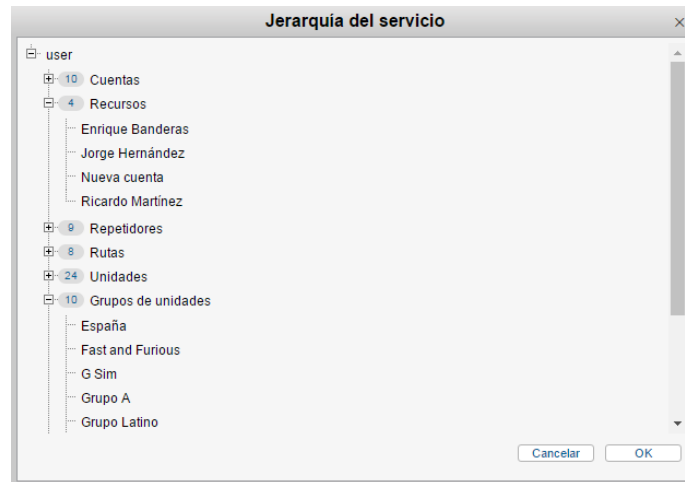 Jerarquía del servicio
user
10 Cuentas
4 Recursos
Enrique Banderas
Jorge Hernández
Nueva cuenta
Ricardo Martínez
9 Repetidores
8 Rutas
24 Unidades
10 Grupos de unidades
España
Fast and Furious
G Sim
Grupo A
Grupo Latino
Cancelar OK